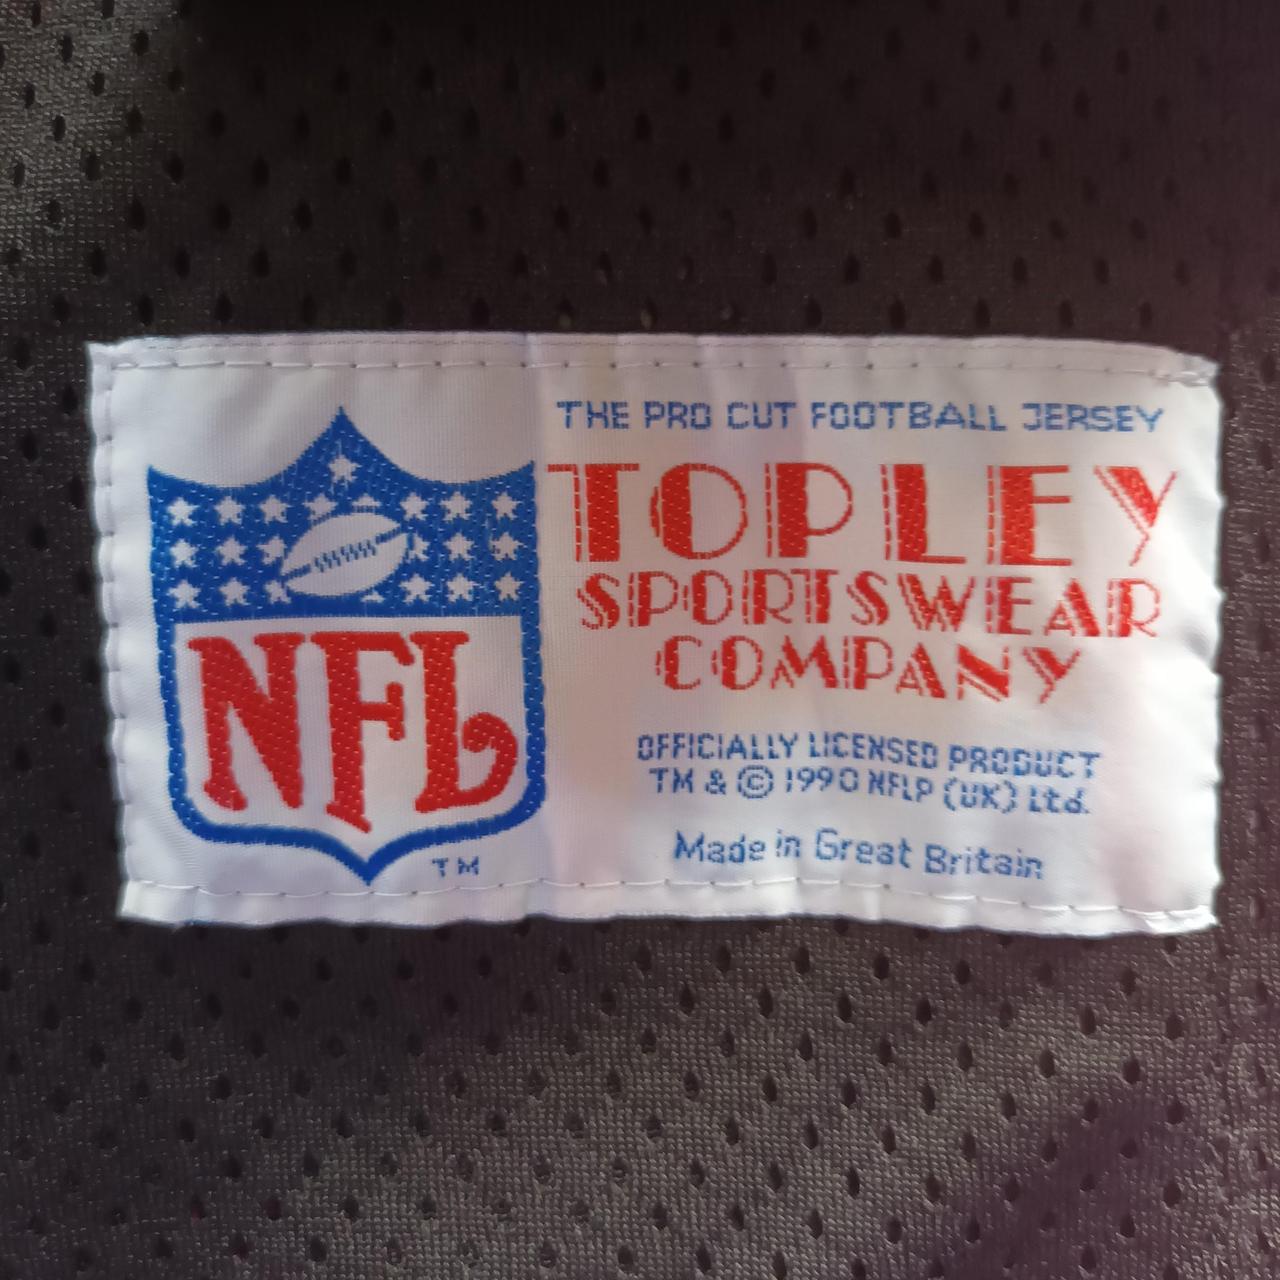 NFL
TM
THE PRO CUT FOOTBALL JERSEY
TOPLEY
SPORTSWEAR
COMPANY
OFFICIALLY LICENSED PRODUCT
TM & © 1990 NFLP (UK) Ltd.
Made in Great Britain